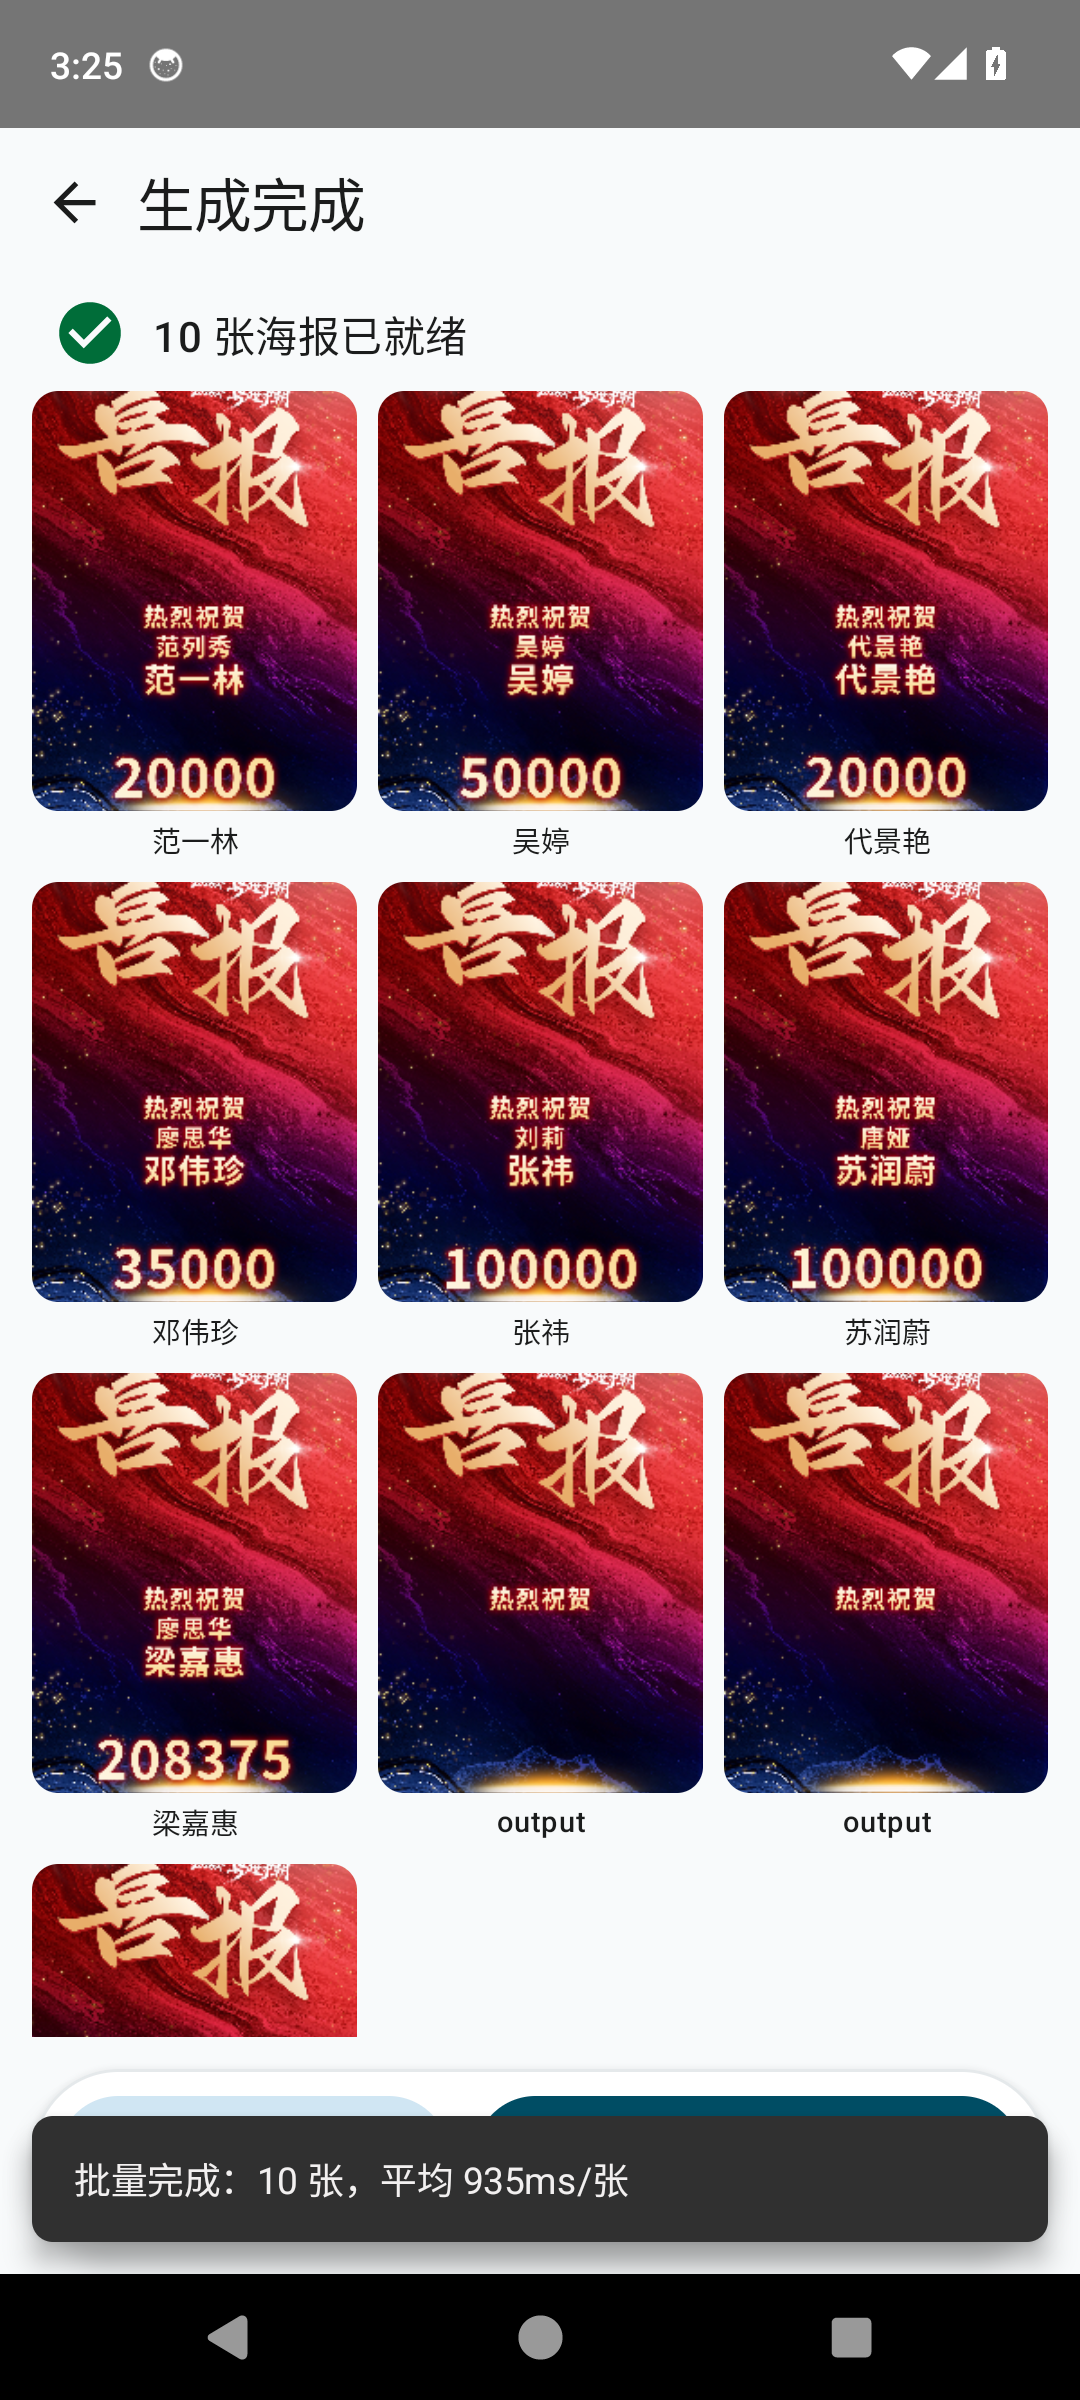 3:25
生成完成
10 张海报已就绪
喜报
热烈祝贺
范列秀
范一林
20000
范一林
喜报
热烈祝贺
吴婷
吴婷
50000
吴婷
喜报
热烈祝贺
代景艳
代景艳
20000
代景艳
喜报
热烈祝贺
廖思华
邓伟珍
35000
邓伟珍
喜报
热烈祝贺
刘莉
张祎
100000
张祎
喜报
热烈祝贺
唐娅
苏润蔚
100000
苏润蔚
喜报
热烈祝贺
廖思华
梁嘉惠
208375
梁嘉惠
喜报
热烈祝贺
output
喜报
热烈祝贺
output
喜报
批量完成：10 张，平均 935ms/张